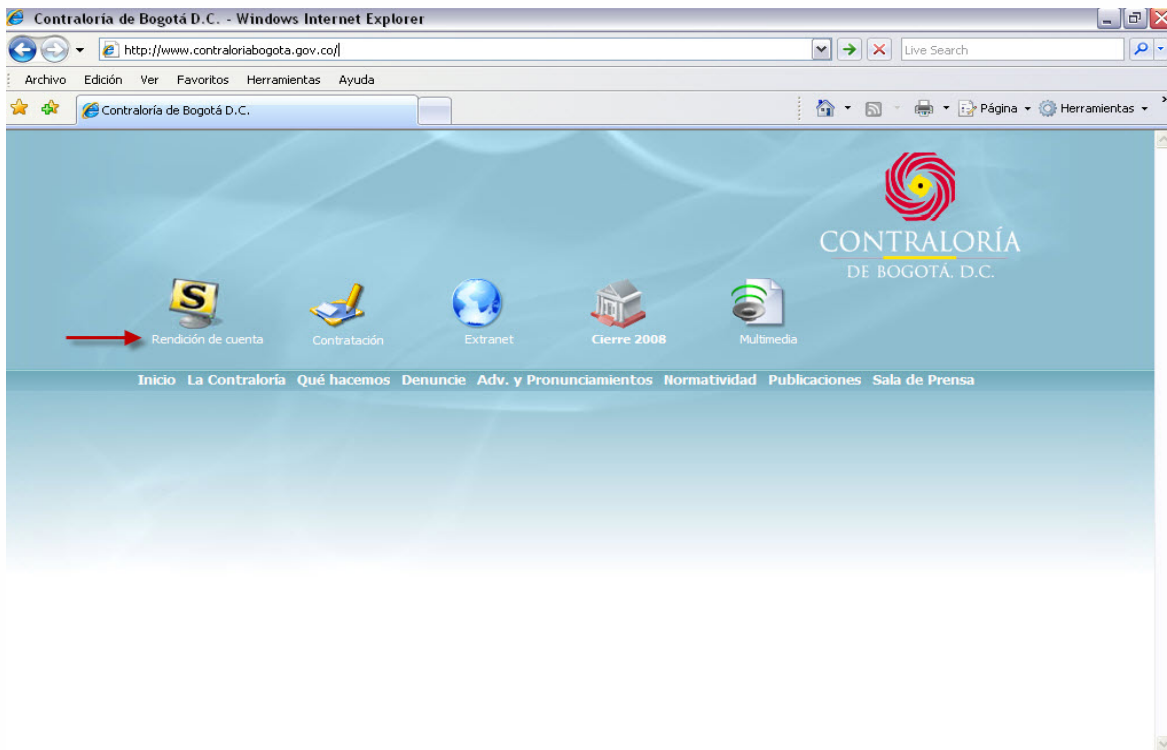 Contraloría de Bogotá D.C. - Windows Internet Explorer
http://www.contraloriabogota.gov.co/
Live Search
Archivo Edición Ver Favoritos Herramientas Ayuda
Contraloría de Bogotá D.C.
Página Herramientas
CONTRALORÍA
DE BOGOTÁ, D.C.
S
Rendición de cuenta Contratación Extranet Cierre 2008 Multimedia
Inicio La Contraloría Qué hacemos Denuncie Adv. y Pronunciamientos Normatividad Publicaciones Sala de Prensa